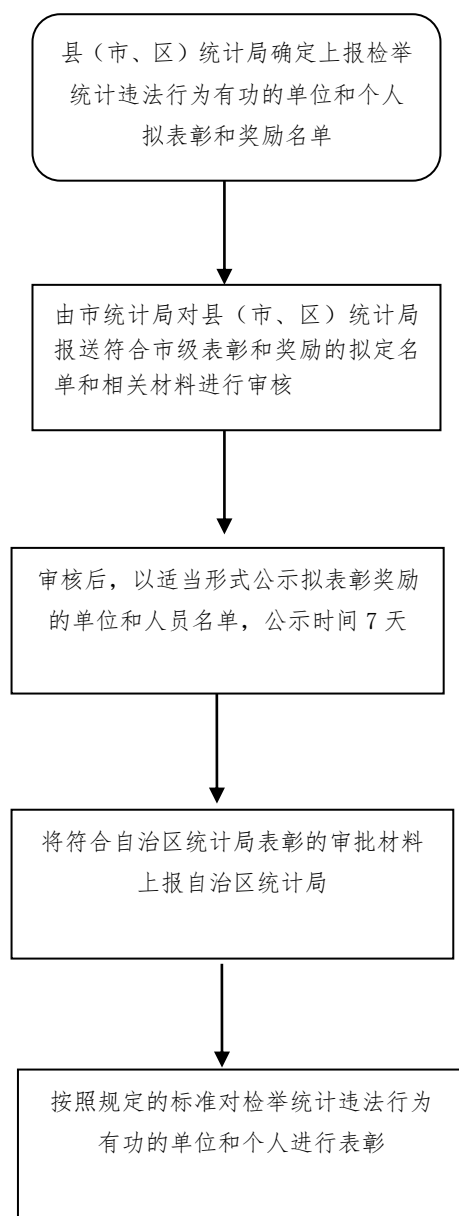 县（市、区）统计局确定上报检举
统计违法行为有功的单位和个人
拟表彰和奖励名单
由市统计局对县（市、区）统计局
报送符合市级表彰和奖励的拟定名
单和相关材料进行审核
审核后，以适当形式公示拟表彰奖励
的单位和人员名单，公示时间 7 天
将符合自治区统计局表彰的审批材料
上报自治区统计局
按照规定的标准对检举统计违法行为
有功的单位和个人进行表彰